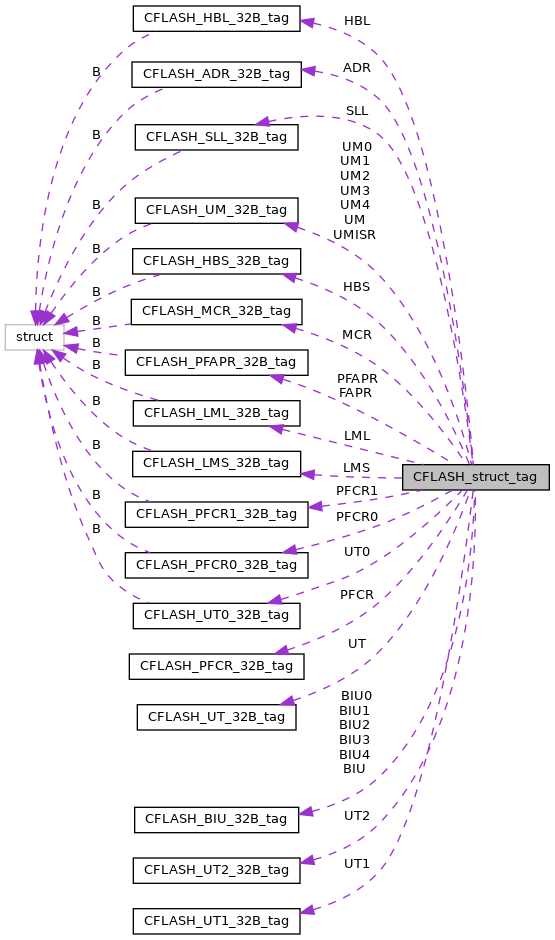 CFLASH_HBL_32B_tag
HBL
B
CFLASH_ADR_32B_tag
ADR
B
CFLASH_SLL_32B_tag
SLL
B
UM0
UM1
UM2
UM3
UM4
UM
UMISR
CFLASH_UM_32B_tag
B
CFLASH_HBS_32B_tag
HBS
B
CFLASH_MCR_32B_tag
MCR
B
struct
CFLASH_PFAPR_32B_tag
B
PFAPR
FAPR
CFLASH_LML_32B_tag
B
LML
CFLASH_LMS_32B_tag
B
LMS
CFLASH_struct_tag
PFCR1
CFLASH_PFCR1_32B_tag
B
PFCR0
CFLASH_PFCR0_32B_tag
B
UT0
CFLASH_UT0_32B_tag
B
PFCR
CFLASH_PFCR_32B_tag
UT
CFLASH_UT_32B_tag
BIU0
BIU1
BIU2
BIU3
BIU4
BIU
CFLASH_BIU_32B_tag
UT2
CFLASH_UT2_32B_tag
UT1
CFLASH_UT1_32B_tag